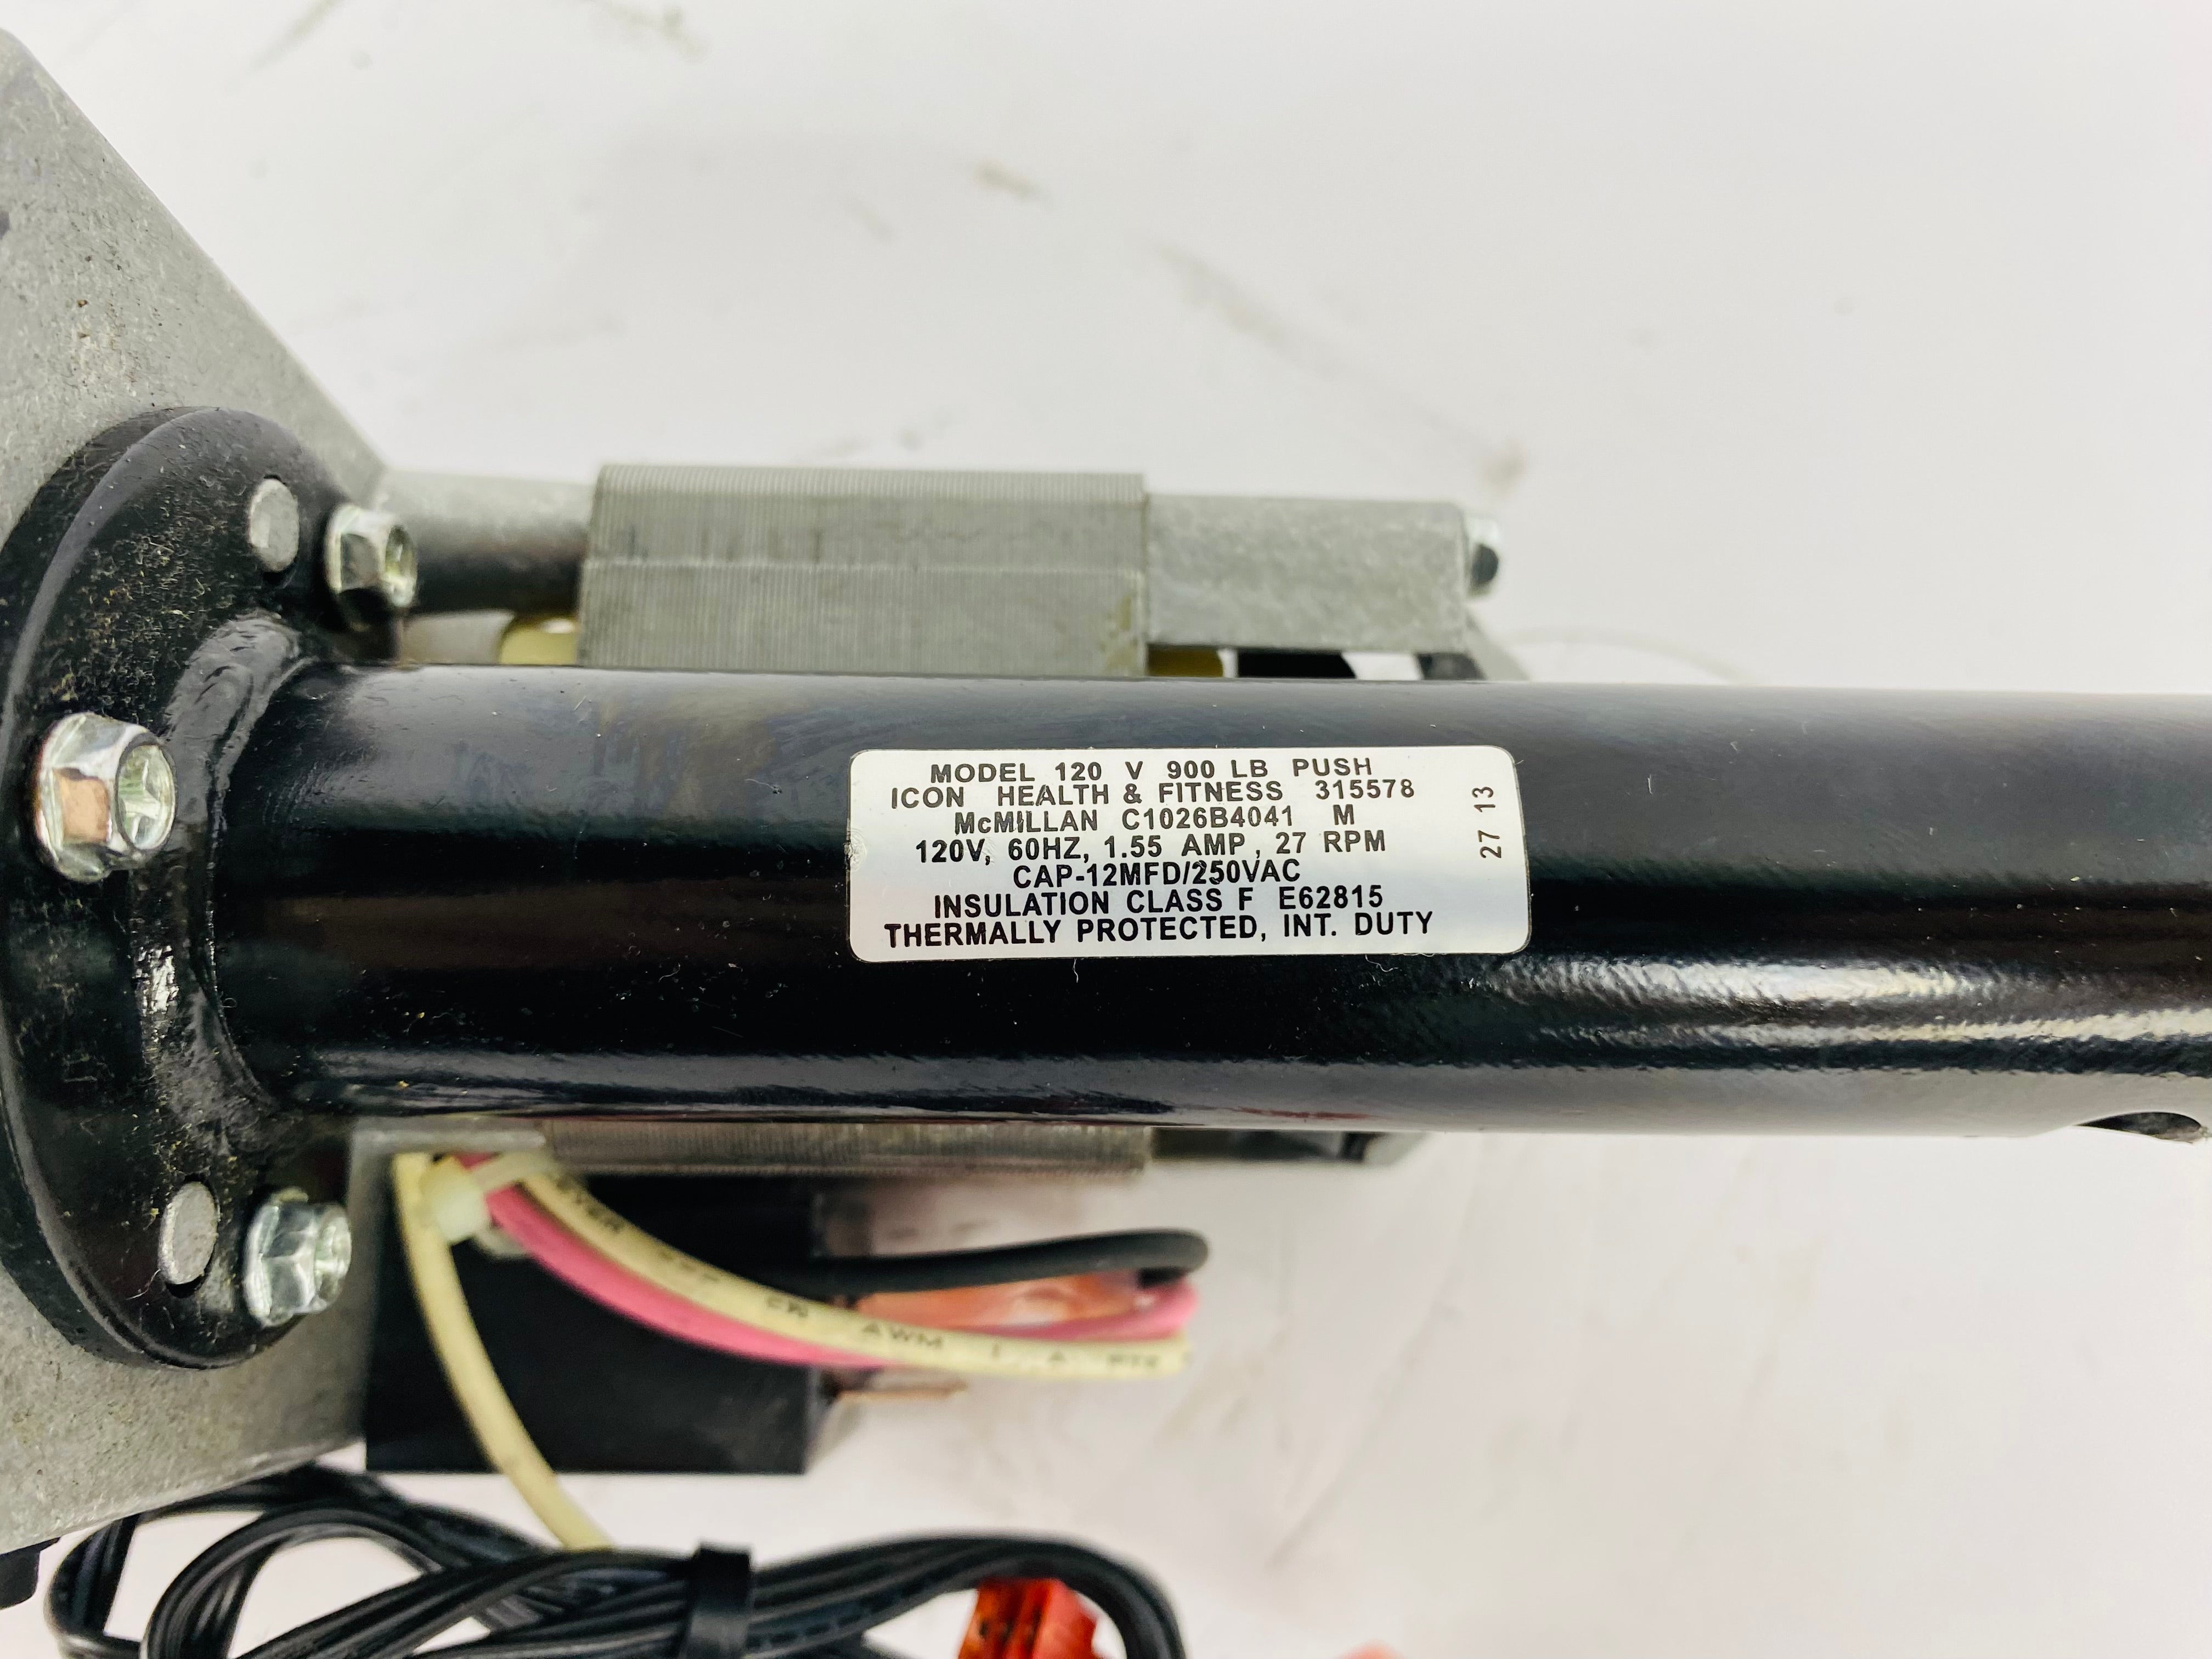 MODEL 120 V 900 LB PUSH
ICON HEALTH & FITNESS 315578
McMILLAN C1026B4041 M
120V, 60HZ, 1.55 AMP, 27 RPM
CAP-12MFD/250VAC
INSULATION CLASS F E62815
THERMALLY PROTECTED, INT. DUTY
27 13
AWM